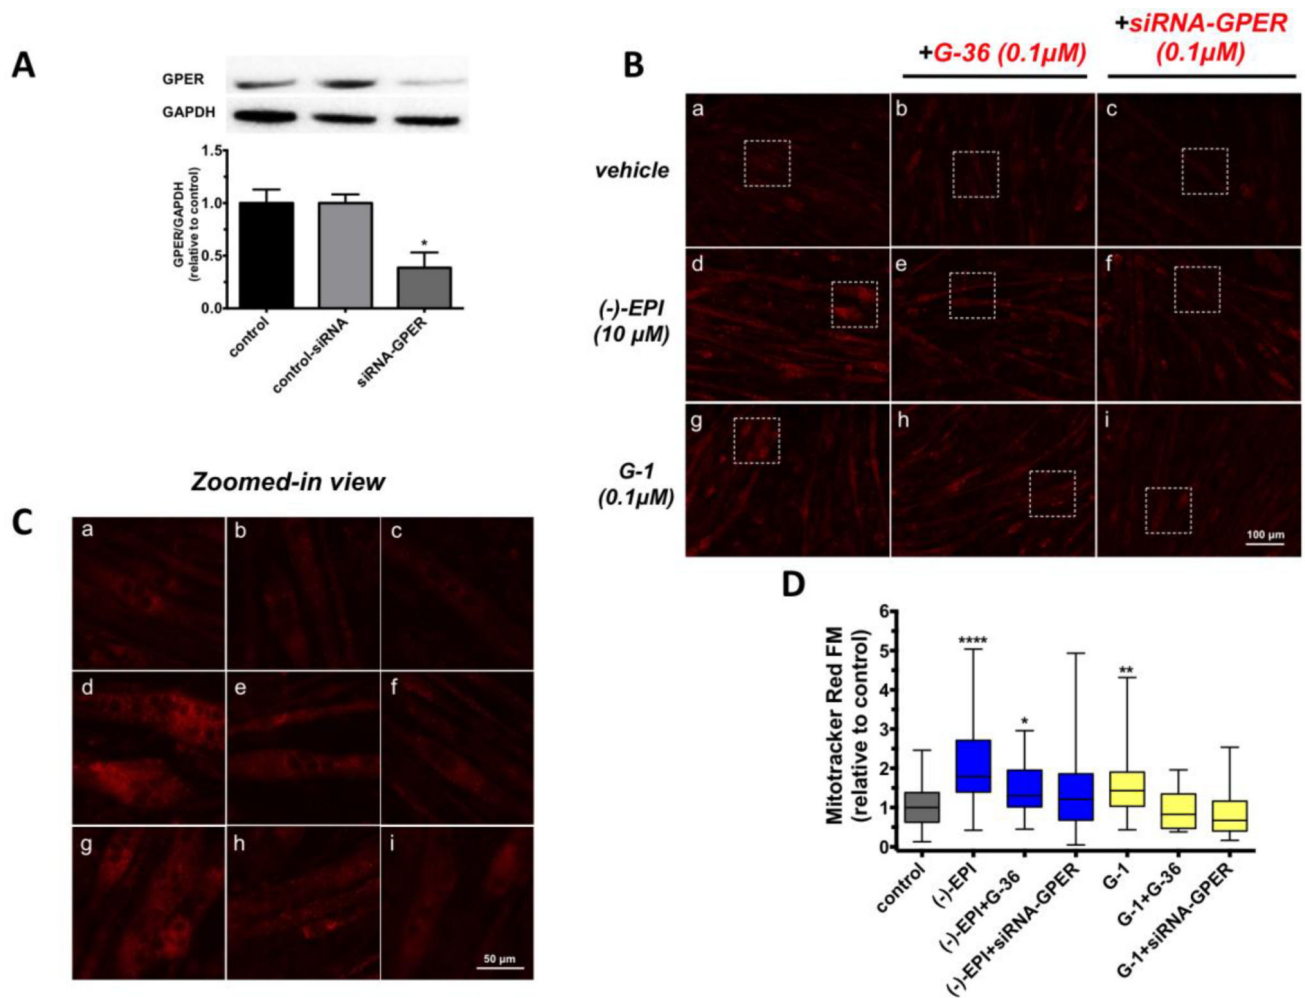 A
GPER
GAPDH
GPER/GAPDH
(relative to control)
1.5
1.0
0.5
0.0
*
control
control-siRNA
siRNA-GPER
B
+G-36 (0.1µM)
+siRNA-GPER
(0.1µM)
vehicle
(-)-EPI
(10 µM)
G-1
(0.1µM)
a
b
c
d
e
f
g
h
i
100 µm
Zoomed-in view
C
a
b
c
d
e
f
g
h
i
50 µm
D
Mitotracker Red FM
(relative to control)
6
5
4
3
2
1
0
****
*
**
control
(-)-EPI
(-)-EPI+G-36
(-)-EPI+siRNA-GPER
G-1
G-1+G-36
G-1+siRNA-GPER